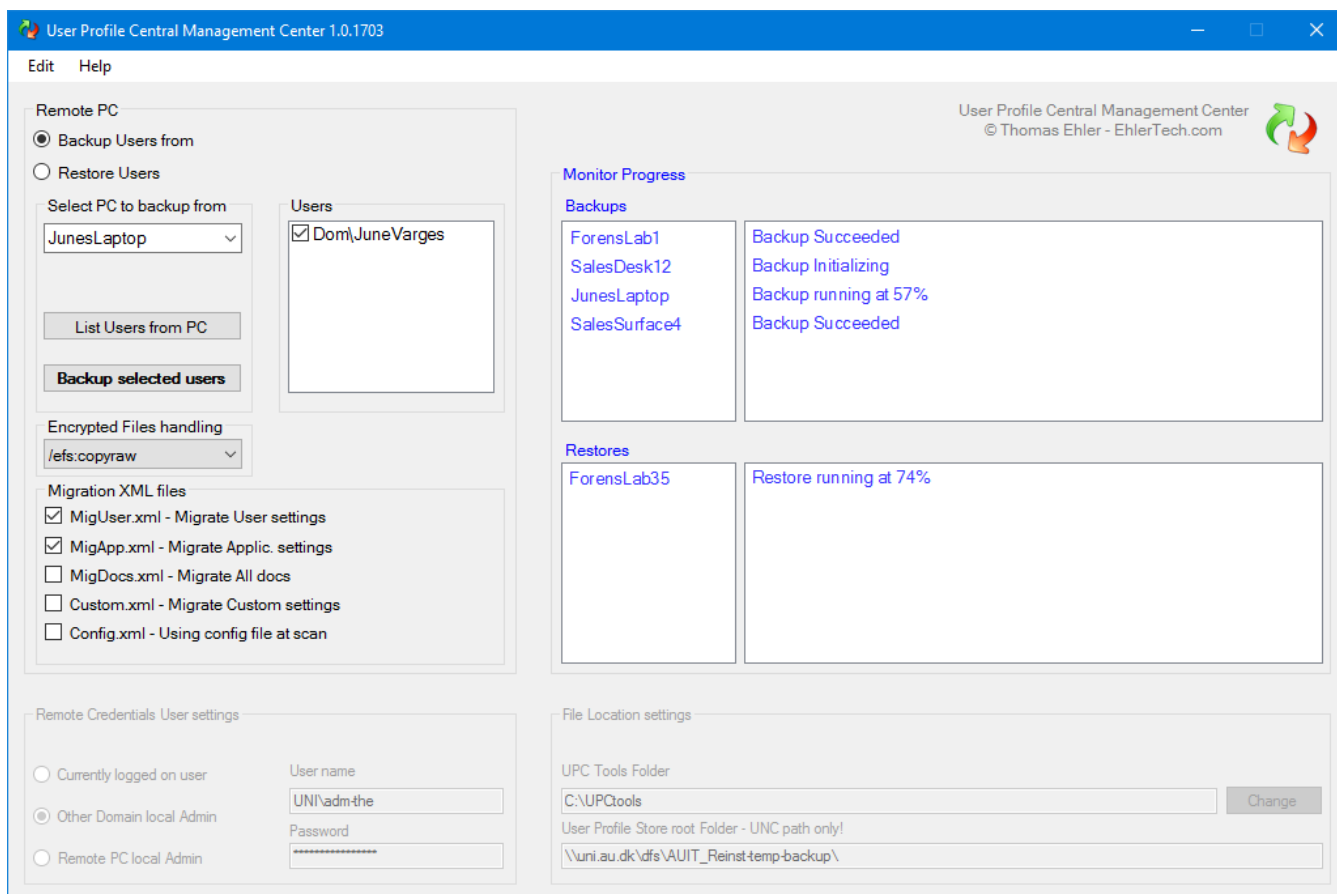 User Profile Central Management Center 1.0.1703
Edit Help
Remote PC
Backup Users from
Restore Users
Select PC to backup from
JunesLaptop
List Users from PC
Backup selected users
Users
Dom\JuneVarges
Encrypted Files handling
/efs:copyraw
Migration XML files
MigUser.xml - Migrate User settings
MigApp.xml - Migrate Applic. settings
MigDocs.xml - Migrate All docs
Custom.xml - Migrate Custom settings
Config.xml - Using config file at scan
User Profile Central Management Center
© Thomas Ehler - EhlerTech.com
Monitor Progress
Backups
ForensLab1 Backup Succeeded
SalesDesk12 Backup Initializing
JunesLaptop Backup running at 57%
SalesSurface4 Backup Succeeded
Restores
ForensLab35 Restore running at 74%
Remote Credentials User settings
Currently logged on user
Other Domain local Admin
Remote PC local Admin
User name
UNI\adm-the
Password
****************
File Location settings
UPC Tools Folder
C:\UPCtools
Change
User Profile Store root Folder - UNC path only!
\\uni.au.dk\dfs\AUIT_Reinst-temp-backup\